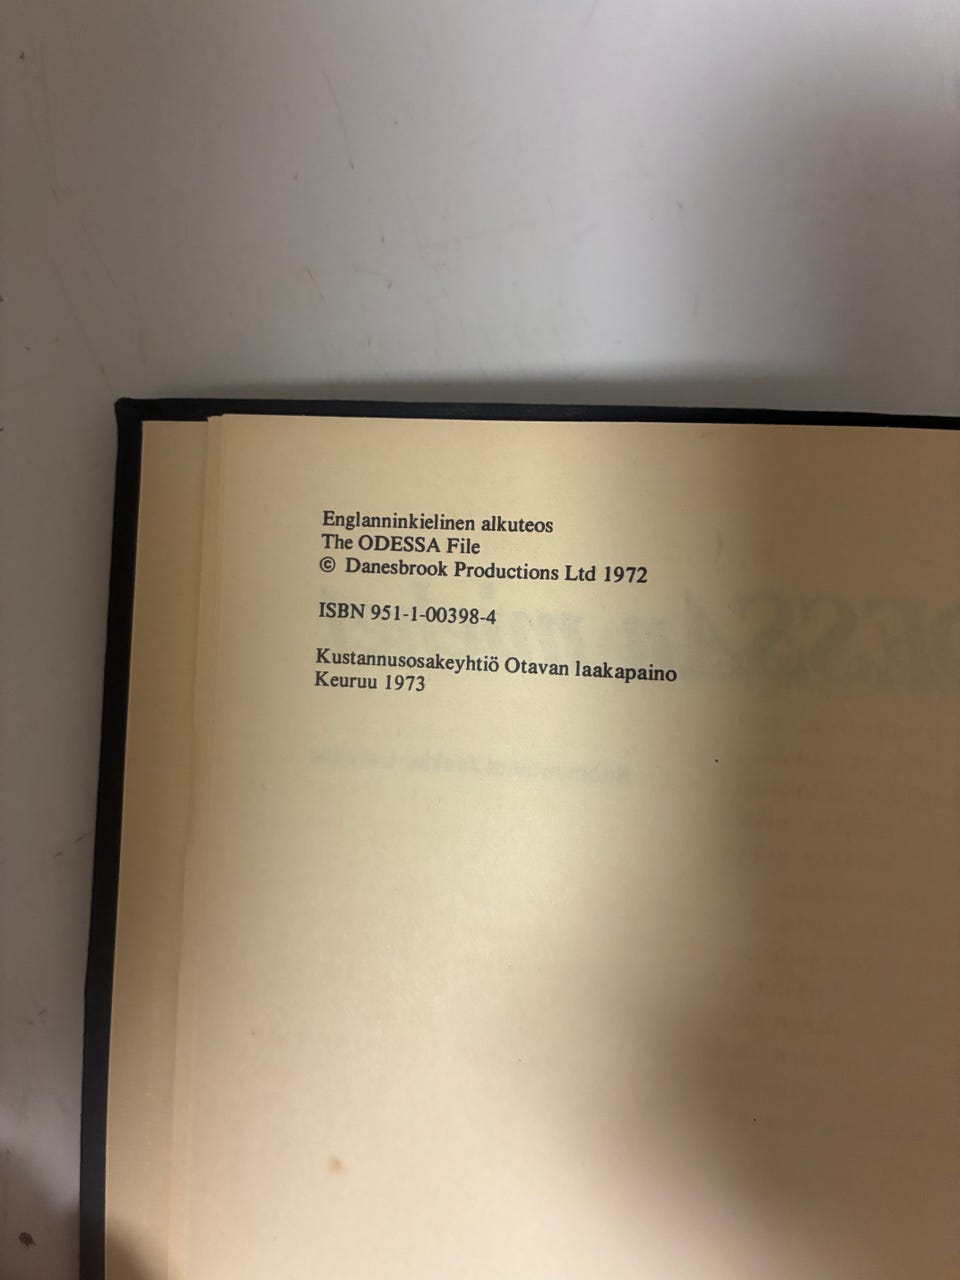 Englanninkielinen alkuteos
The ODESSA File
© Danesbrook Productions Ltd 1972
ISBN 951-1-00398-4
Kustannusosakeyhtiö Otavan laakapaino
Keuruu 1973